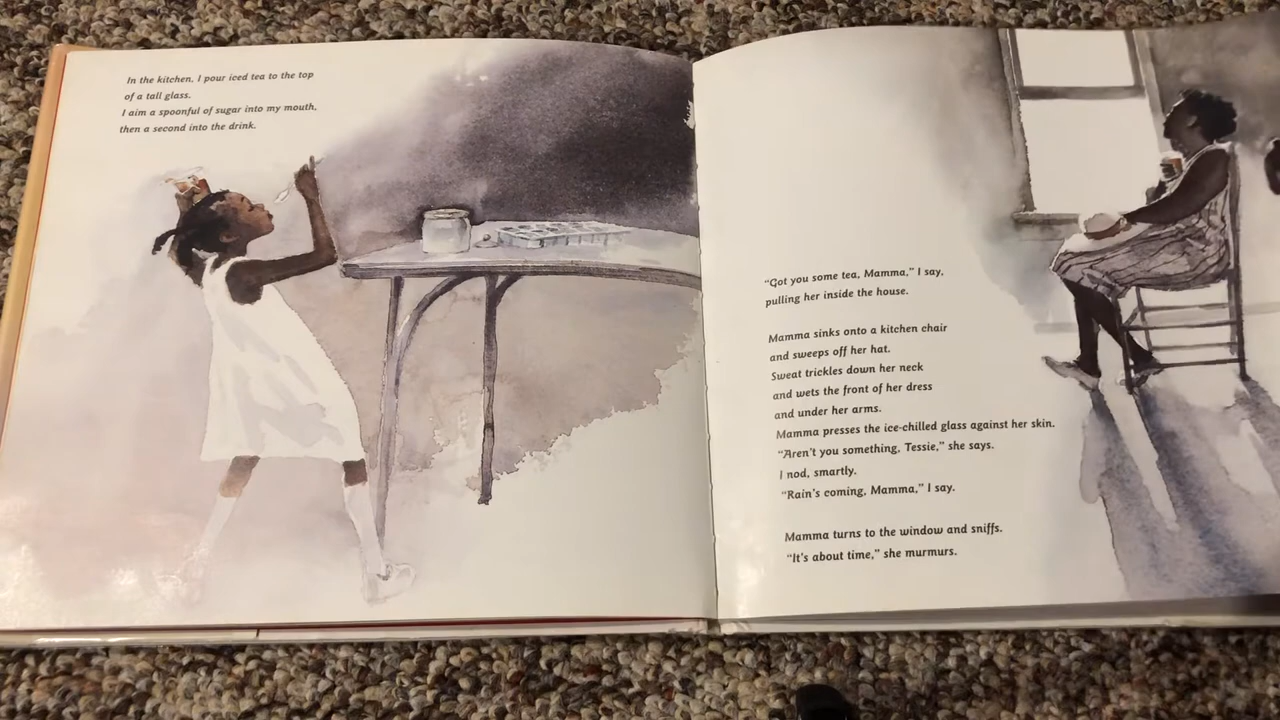 In the kitchen, I pour iced tea to the top
of a tall glass.
I aim a spoonful of sugar into my mouth,
then a second into the drink.
“Got you some tea, Mamma,” I say,
pulling her inside the house.
Mamma sinks onto a kitchen chair
and sweeps off her hat.
Sweat trickles down her neck
and wets the front of her dress
and under her arms.
Mamma presses the ice-chilled glass against her skin.
“Aren’t you something, Tessie,” she says.
I nod, smartly.
“Rain’s coming, Mamma,” I say.
Mamma turns to the window and sniffs.
“It’s about time,” she murmurs.